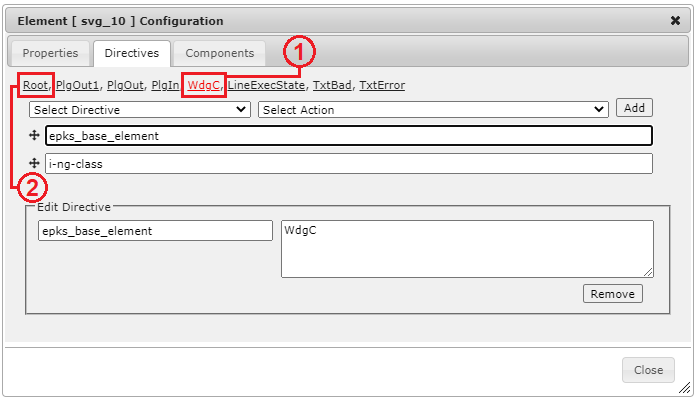 Element [ svg_10 ] Configuration
Properties Directives Components
1
Root, PlgOut1, PlgOut, PlgIn, WdgC, LineExecState, TxtBad, TxtError
Select Directive Select Action Add
epks_base_element
i-ng-class
2
Edit Directive
epks_base_element WdgC
Remove
Close